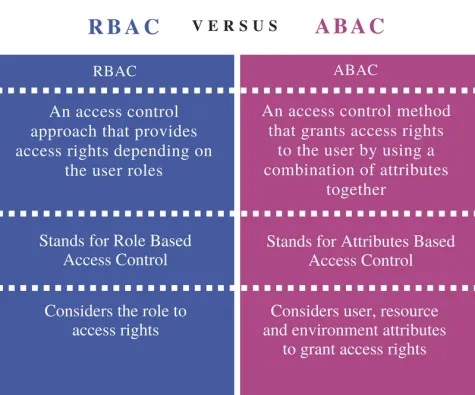 RBAC VERSUS ABAC
RBAC
An access control
approach that provides
access rights depending on
the user roles
ABAC
An access control method
that grants access rights
to the user by using a
combination of attributes
together
Stands for Role Based
Access Control
Stands for Attributes Based
Access Control
Considers the role to
access rights
Considers user, resource
and environment attributes
to grant access rights